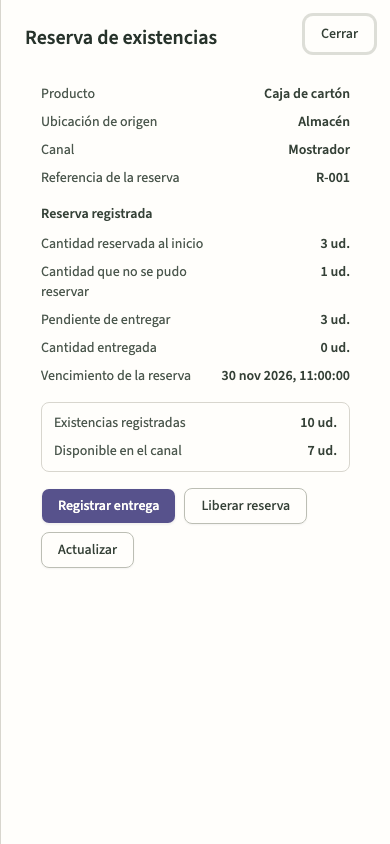 Reserva de existencias
Cerrar
Producto Caja de cartón
Ubicación de origen Almacén
Canal Mostrador
Referencia de la reserva R-001
Reserva registrada
Cantidad reservada al inicio 3 ud.
Cantidad que no se pudo 1 ud.
reservar
Pendiente de entregar 3 ud.
Cantidad entregada 0 ud.
Vencimiento de la reserva 30 nov 2026, 11:00:00
Existencias registradas 10 ud.
Disponible en el canal 7 ud.
Registrar entrega Liberar reserva
Actualizar